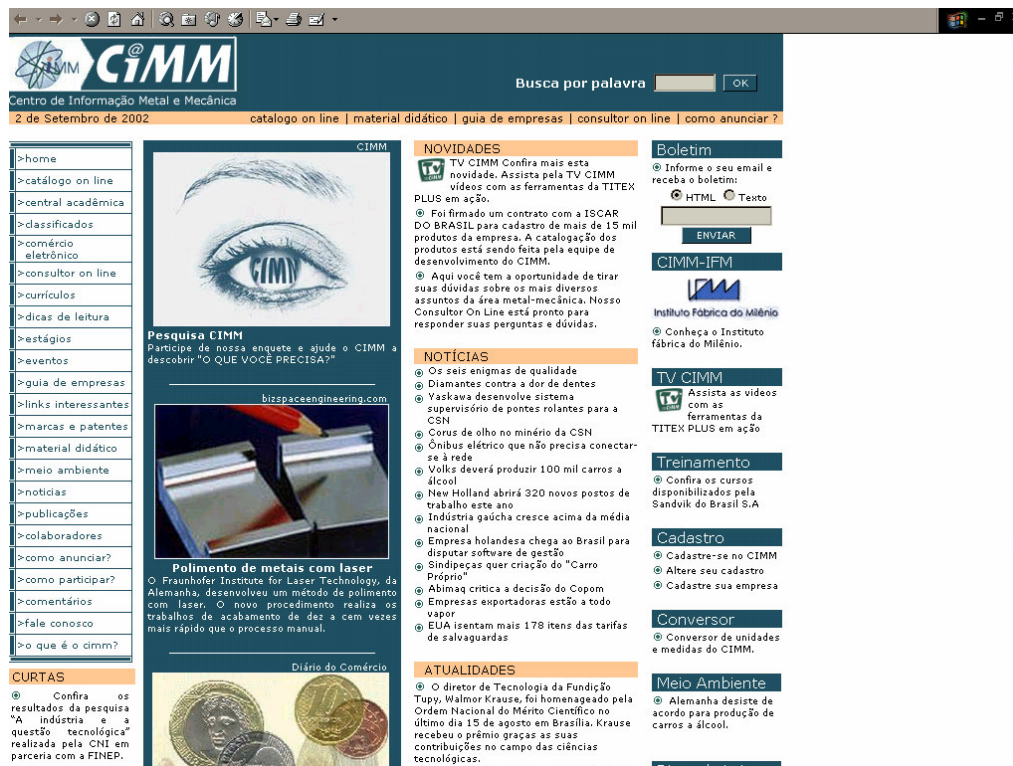 CiMM
Centro de Informação Metal e Mecânica
Busca por palavra
OK
2 de Setembro de 2002
catalogo on line | material didático | guia de empresas | consultor on line | como anunciar ?
>home
>catálogo on line
>central acadêmica
>classificados
>comércio
eletrônico
>consultor on line
>currículos
>dicas de leitura
>estágios
>eventos
>guia de empresas
>links interessantes
>marcas e patentes
>material didático
>meio ambiente
>noticias
>publicações
>colaboradores
>como anunciar?
>como participar?
>comentários
>fale conosco
>o que é o cimm?
CURTAS
Confira os
resultados da pesquisa
"A indústria e a
questão tecnológica"
realizada pela CNI em
parceria com a FINEP.
CIMM
CIMM
Pesquisa CIMM
Participe de nossa enquete e ajude o CIMM a
descobrir "O QUE VOCÊ PRECISA?"
bizspaceengineering.com
Polimento de metais com laser
O Fraunhofer Institute for Laser Technology, da
Alemanha, desenvolveu um método de polimento
com laser. O novo procedimento realiza os
trabalhos de acabamento de dez a cem vezes
mais rápido que o processo manual.
Diário do Comércio
NOVIDADES
TV CIMM Confira mais esta
novidade. Assista pela TV CIMM
vídeos com as ferramentas da TITEX
PLUS em ação.
Foi firmado um contrato com a ISCAR
DO BRASIL para cadastro de mais de 15 mil
produtos da empresa. A catalogação dos
produtos está sendo feita pela equipe de
desenvolvimento do CIMM.
Aqui você tem a oportunidade de tirar
suas dúvidas sobre os mais diversos
assuntos da área metal-mecânica. Nosso
Consultor On Line está pronto para
responder suas perguntas e dúvidas.
NOTÍCIAS
Os seis enigmas de qualidade
Diamantes contra a dor de dentes
Yaskawa desenvolve sistema
supervisório de pontes rolantes para a
CSN
Corus de olho no minério da CSN
Ônibus elétrico que não precisa conectar-
se à rede
Volks deverá produzir 100 mil carros a
álcool
New Holland abrirá 320 novos postos de
trabalho este ano
Indústria gaúcha cresce acima da média
nacional
Empresa holandesa chega ao Brasil para
disputar software de gestão
Sindipeças quer criação do "Carro
Próprio"
Abimaq critica a decisão do Copom
Empresas exportadoras estão a todo
vapor
EUA isentam mais 178 itens das tarifas
de salvaguardas
ATUALIDADES
O diretor de Tecnologia da Fundição
Tupy, Walmor Krause, foi homenageado pela
Ordem Nacional do Mérito Científico no
último dia 15 de agosto em Brasília. Krause
recebeu o prêmio graças as suas
contribuições no campo das ciências
tecnológicas.
Boletim
Informe o seu email e
receba o boletim:
HTML Texto
ENVIAR
CIMM-IFM
Instituto Fábrica do Milênio
Conheça o Instituto
fábrica do Milênio.
TV CIMM
Assista as videos
com as
ferramentas da
TITEX PLUS em ação
Treinamento
Confira os cursos
disponibilizados pela
Sandvik do Brasil S.A
Cadastro
Cadastre-se no CIMM
Altere seu cadastro
Cadastre sua empresa
Conversor
Conversor de unidades
e medidas do CIMM.
Meio Ambiente
Alemanha desiste de
acordo para produção de
carros a álcool.